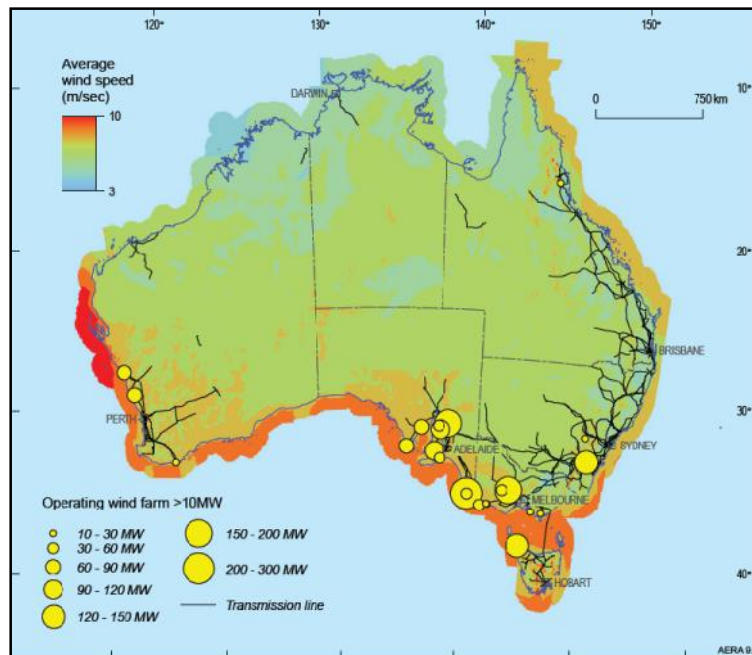 120°
130°
140°
150°
Average
wind speed
(m/sec)
10
3
DARWIN
10°
0
750 km
20°
BRISBANE
30°
PERTH
ADELAIDE
SYDNEY
MELBOURNE
HOBART
40°
Operating wind farm >10MW
10 - 30 MW
30 - 60 MW
60 - 90 MW
90 - 120 MW
120 - 150 MW
150 - 200 MW
200 - 300 MW
Transmission line
AERA 9